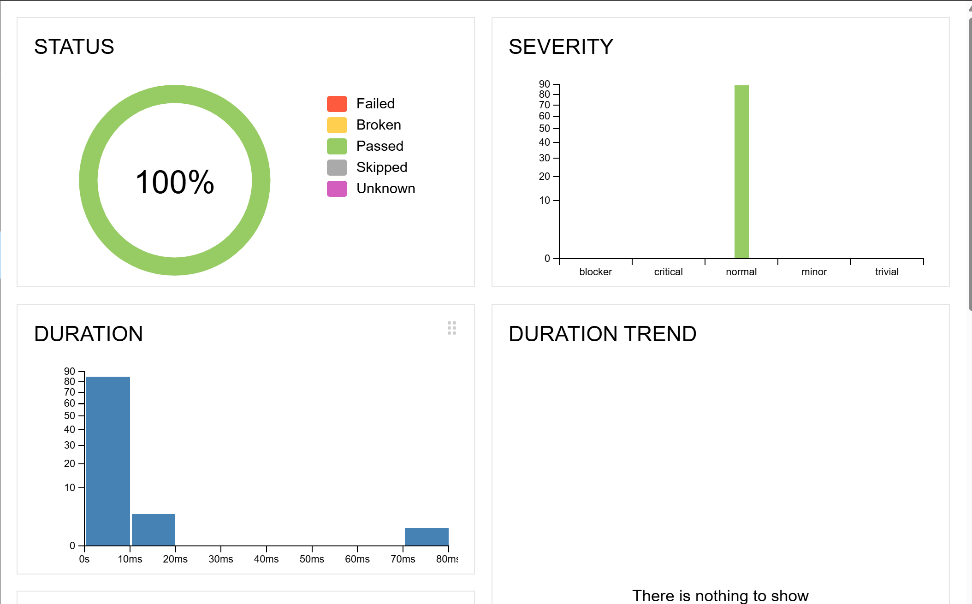 STATUS
100%
Failed
Broken
Passed
Skipped
Unknown
SEVERITY
90
80
70
60
50
40
30
20
10
0
blocker critical normal minor trivial
DURATION
90
80
70
60
50
40
30
20
10
0
0s 10ms 20ms 30ms 40ms 50ms 60ms 70ms 80ms
DURATION TREND
There is nothing to show